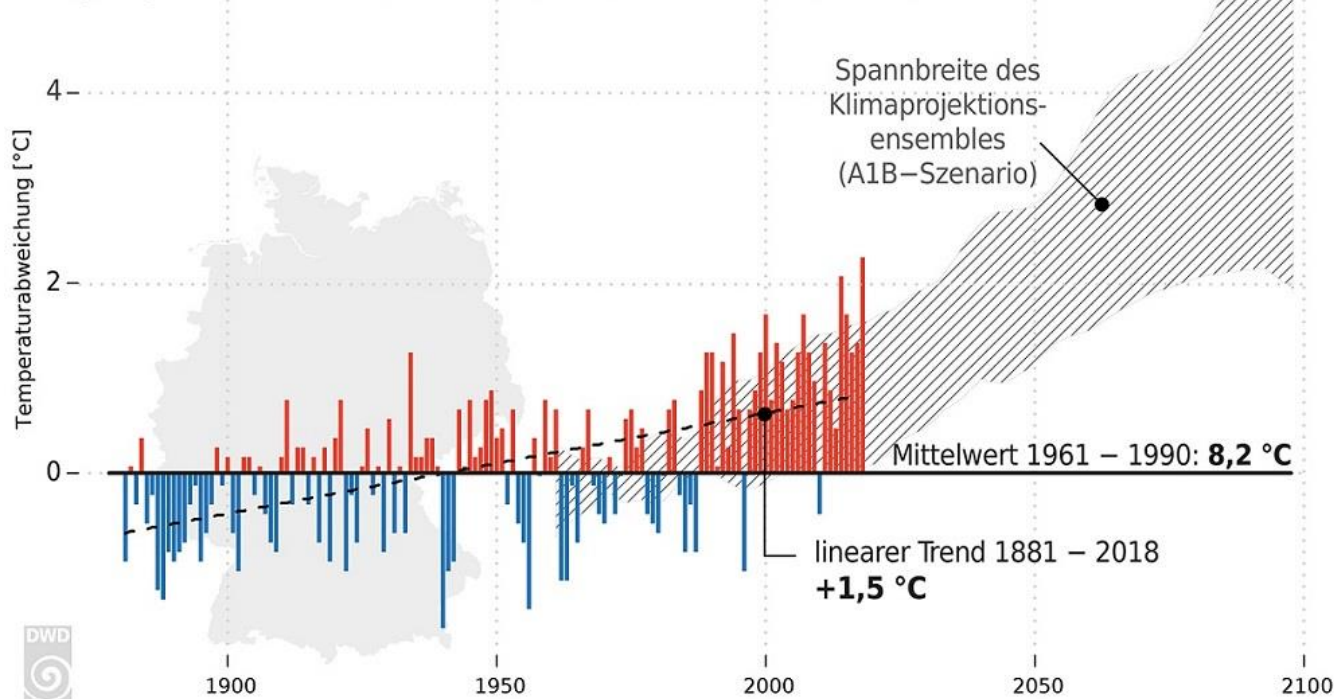 4
Spannbreite des
Klimaprojektions-
ensembles
(A1B−Szenario)
Temperaturabweichung [°C]
2
0
Mittelwert 1961 − 1990: 8,2 °C
linearer Trend 1881 − 2018
+1,5 °C
DWD
1900
1950
2000
2050
2100